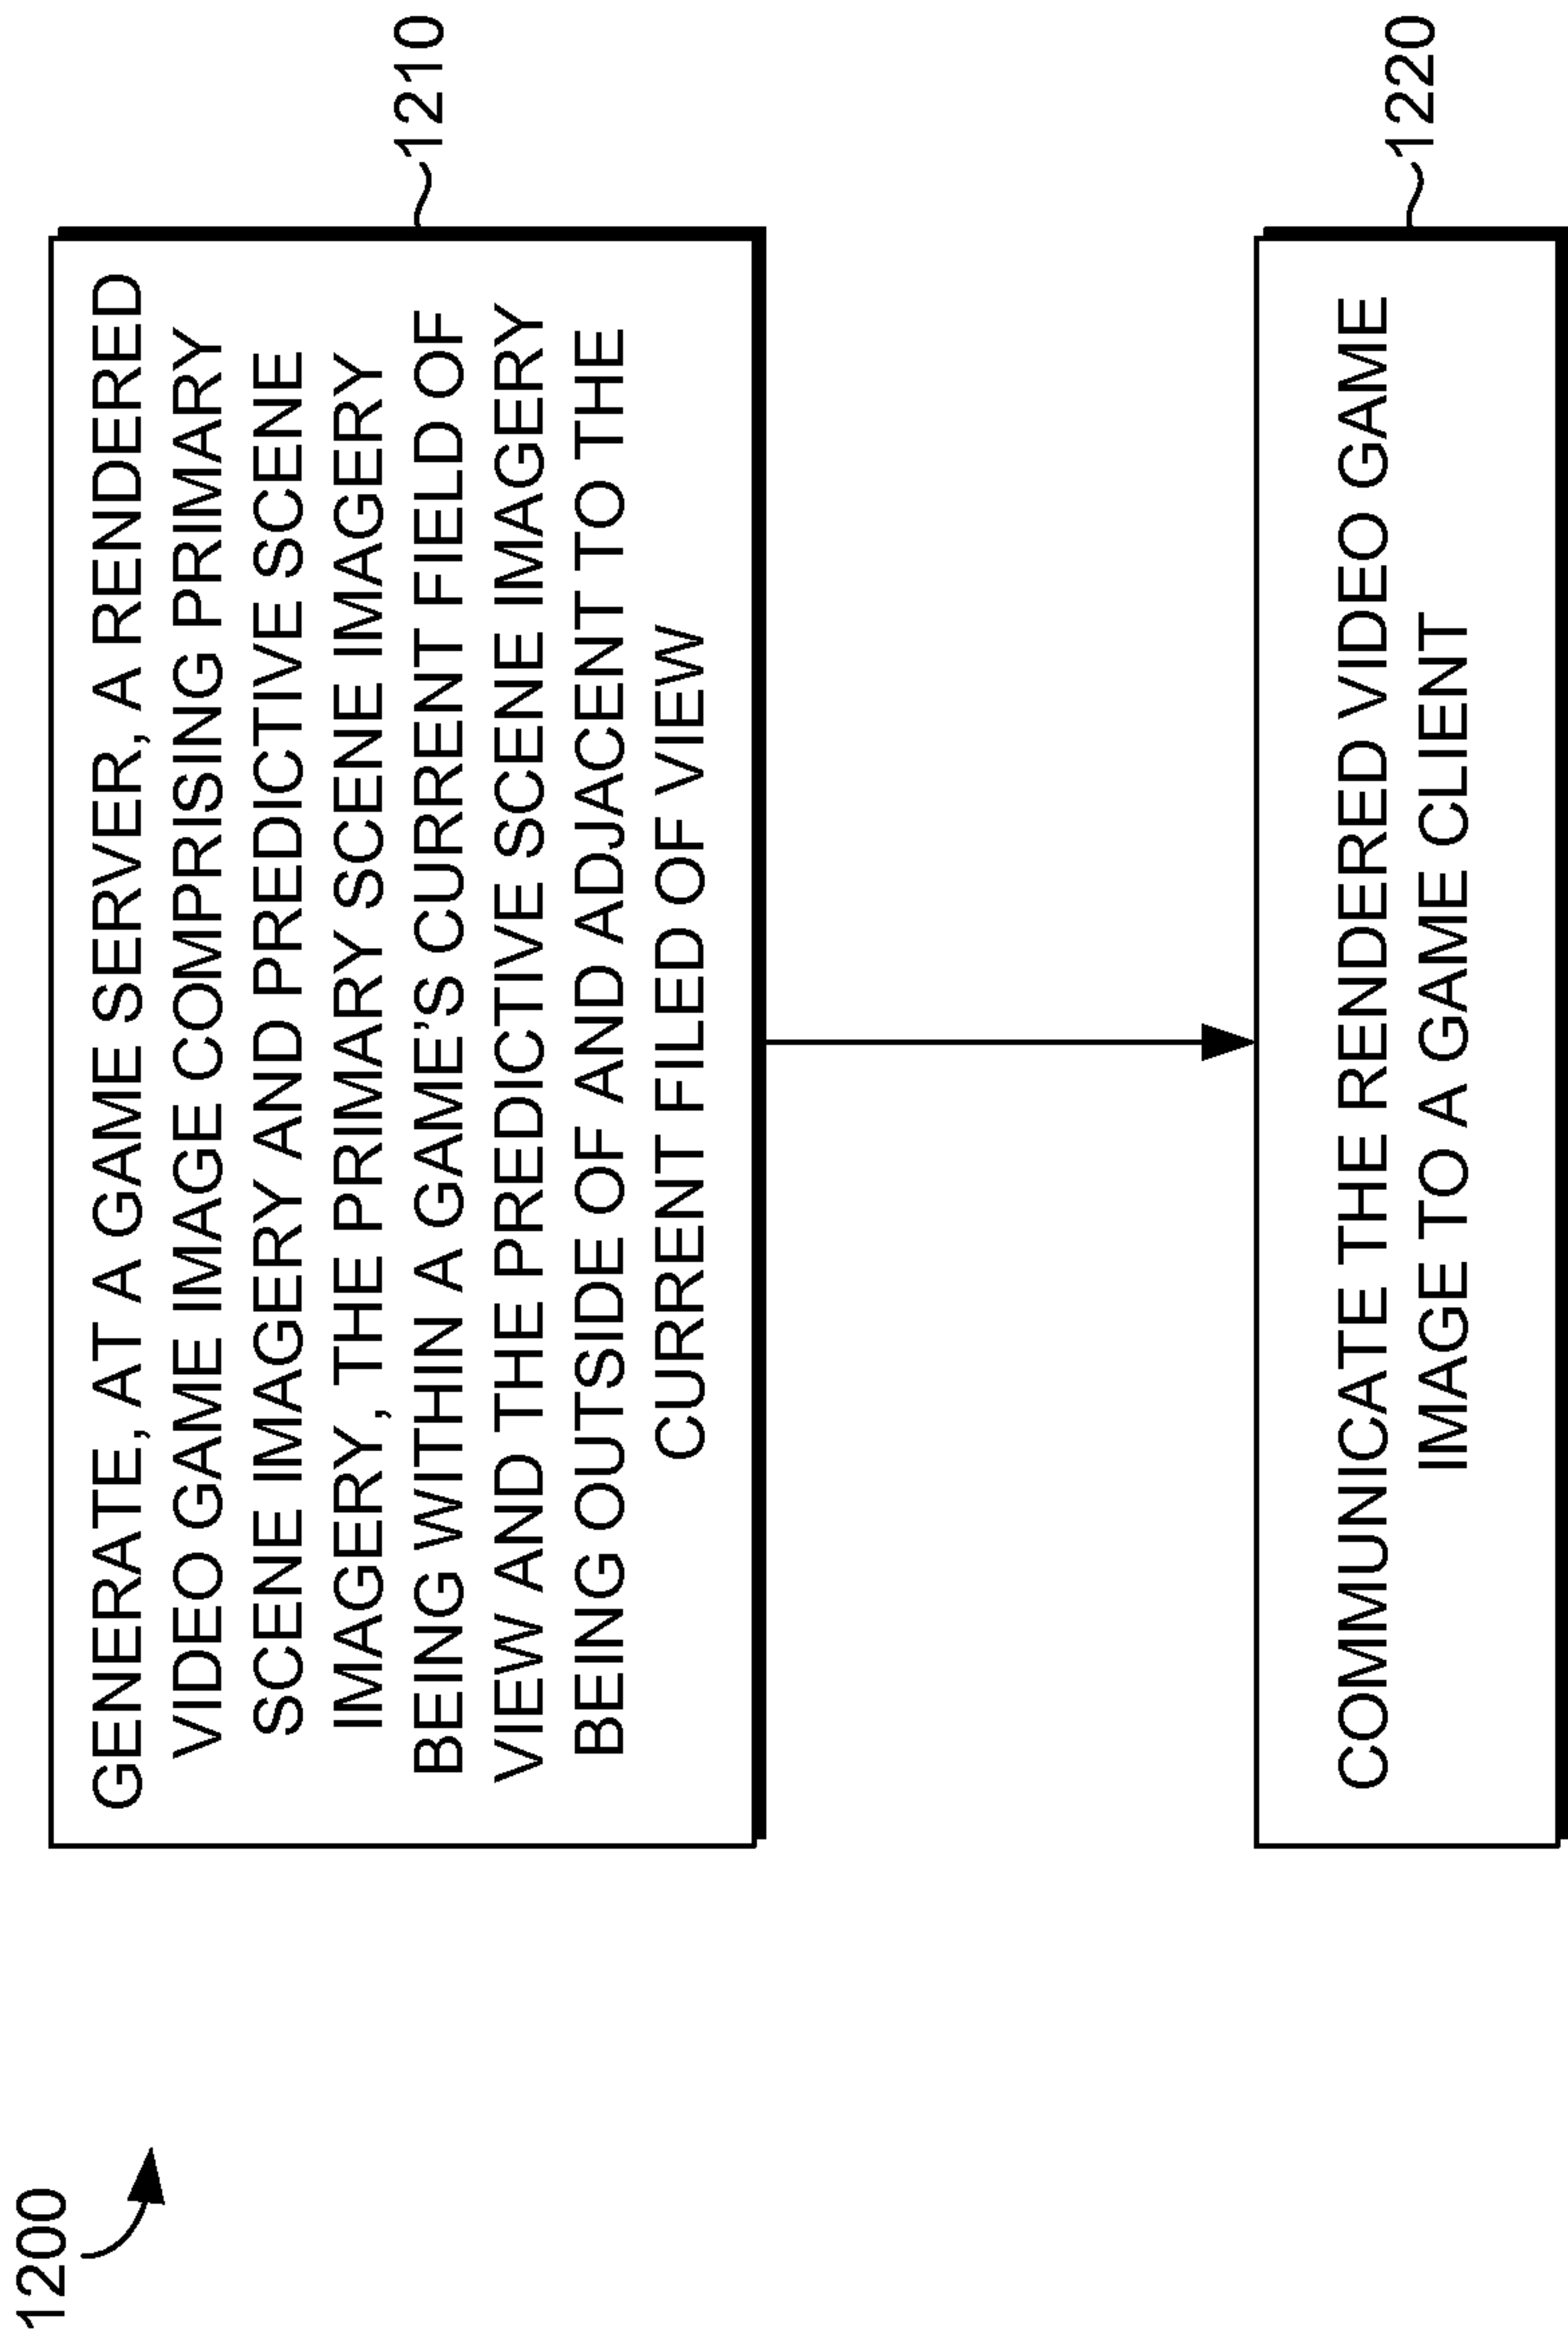 1200
GENERATE, AT A GAME SERVER, A RENDERED
VIDEO GAME IMAGE COMPRISING PRIMARY
SCENE IMAGERY AND PREDICTIVE SCENE
IMAGERY, THE PRIMARY SCENE IMAGERY
BEING WITHIN A GAME'S CURRENT FIELD OF
VIEW AND THE PREDICTIVE SCENE IMAGERY
BEING OUTSIDE OF AND ADJACENT TO THE
CURRENT FILED OF VIEW
1210
COMMUNICATE THE RENDERED VIDEO GAME
IMAGE TO A GAME CLIENT
1220